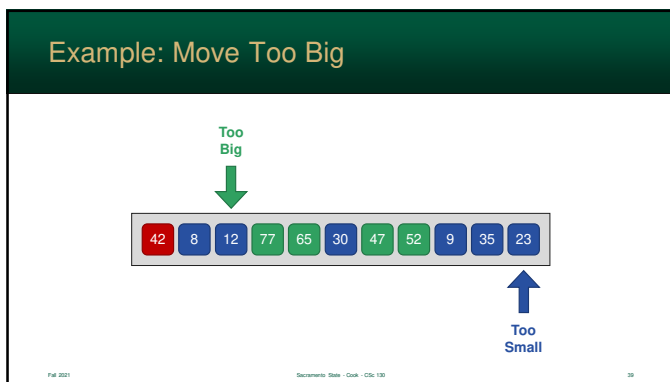 Example: Move Too Big
Too
Big
42 8 12 77 65 30 47 52 9 35 23
Too
Small
Fall 2021 Sacramento State - Cook - CSc 130 39